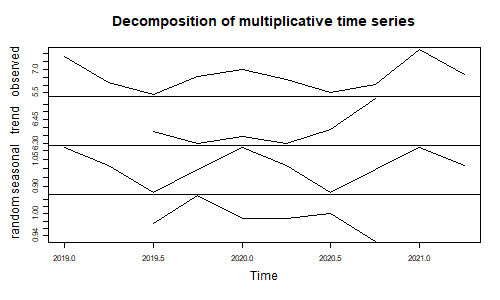 Decomposition of multiplicative time series
observed
7.0
5.5
trend
6.45
6.30
seasonal
1.05
0.90
random
1.00
0.94
2019.0 2019.5 2020.0 2020.5 2021.0
Time